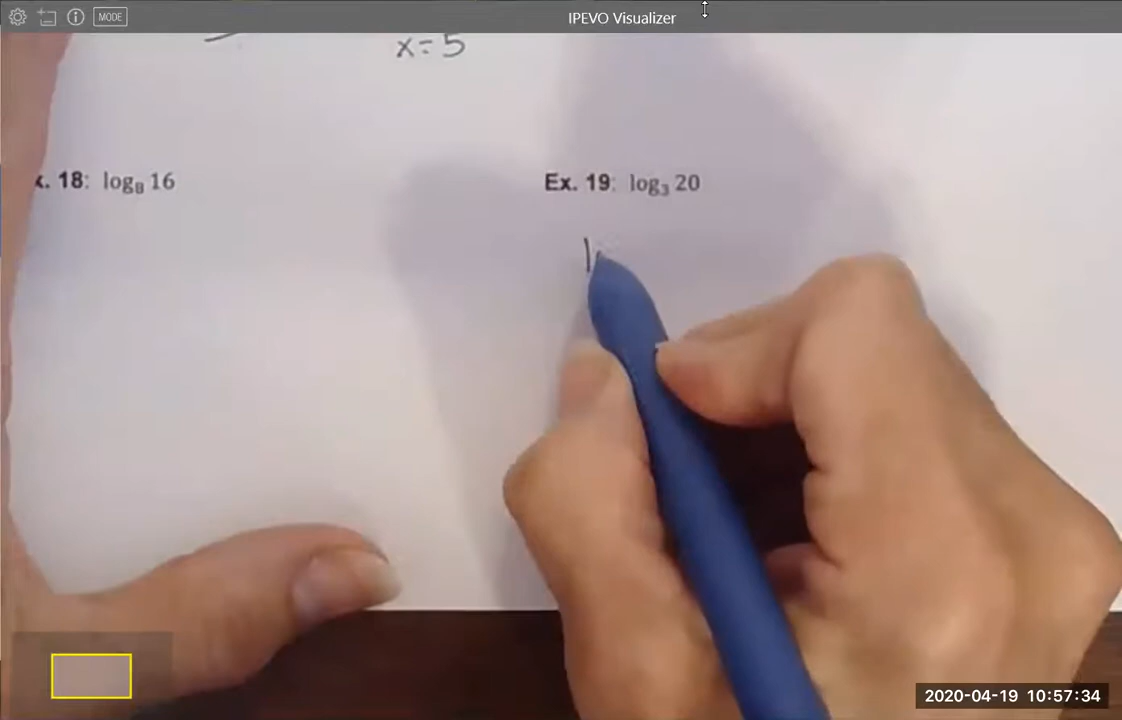 MODE
IPEVO Visualizer
x=5
x. 18: log₈ 16
Ex. 19: log₃ 20
2020-04-19 10:57:34